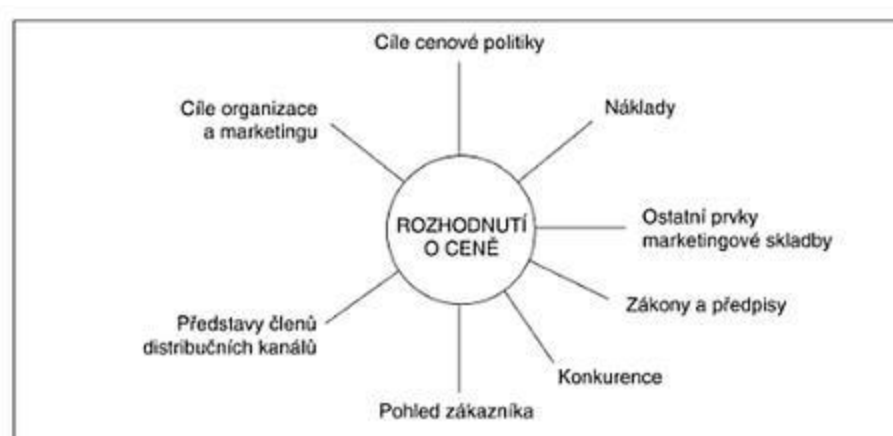 Cíle cenové politiky
Cíle organizace
a marketingu
Náklady
ROZHODNUTÍ
O CENĚ
Ostatní prvky
marketingové skladby
Zákony a předpisy
Představy členů
distribučních kanálů
Konkurence
Pohled zákazníka